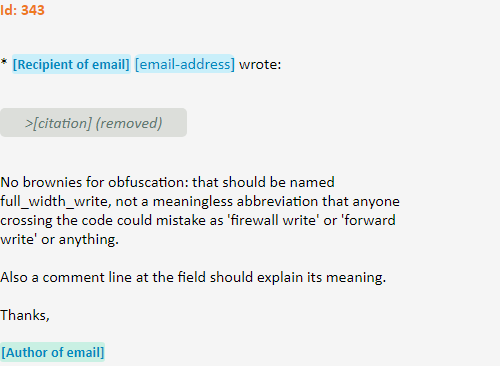 Id: 343
* [Recipient of email] [email-address] wrote:
>[citation] (removed)
No brownies for obfuscation: that should be named
full_width_write, not a meaningless abbreviation that anyone
crossing the code could mistake as 'firewall write' or 'forward
write' or anything.
Also a comment line at the field should explain its meaning.
Thanks,
[Author of email]